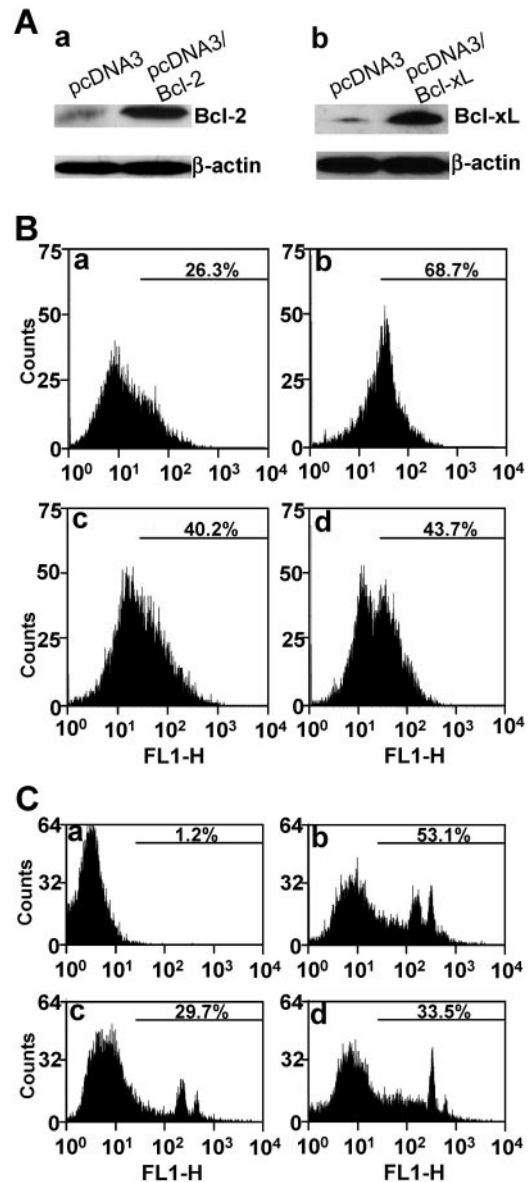 A
a
pcDNA3
pcDNA3/
Bcl-2
Bcl-2
β-actin
b
pcDNA3
pcDNA3/
Bcl-xL
Bcl-xL
β-actin
B
a
26.3%
75
50
25
0
Counts
10⁰ 10¹ 10² 10³ 10⁴
b
68.7%
75
50
25
0
10⁰ 10¹ 10² 10³ 10⁴
c
40.2%
75
50
25
0
Counts
10⁰ 10¹ 10² 10³ 10⁴
FL1-H
d
43.7%
75
50
25
0
10⁰ 10¹ 10² 10³ 10⁴
FL1-H
C
a
1.2%
64
32
0
Counts
10⁰ 10¹ 10² 10³ 10⁴
b
53.1%
64
32
0
10⁰ 10¹ 10² 10³ 10⁴
c
29.7%
64
32
0
Counts
10⁰ 10¹ 10² 10³ 10⁴
FL1-H
d
33.5%
64
32
0
10⁰ 10¹ 10² 10³ 10⁴
FL1-H